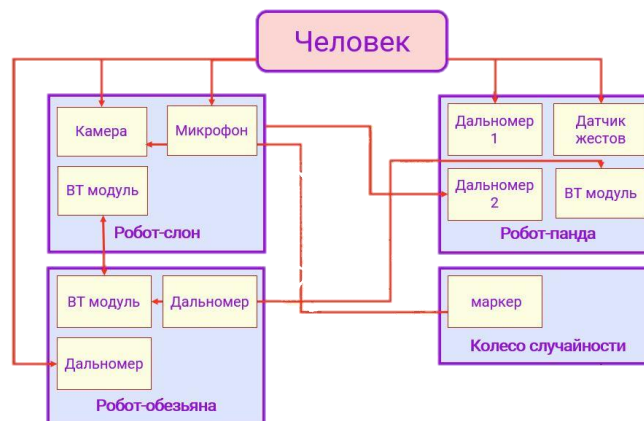 Человек
Камера
Микрофон
ВТ модуль
Робот-слон
Дальномер
1
Датчик
жестов
Дальномер
2
ВТ модуль
Робот-панда
ВТ модуль
Дальномер
Дальномер
Робот-обезьяна
маркер
Колесо случайности